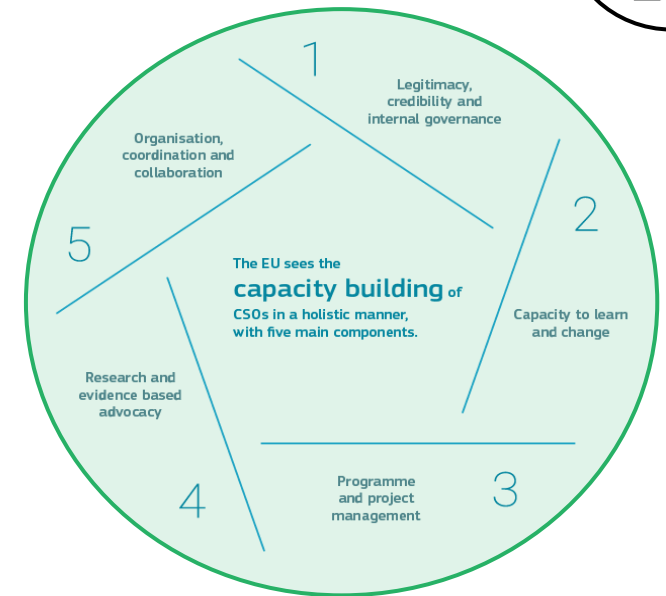 1
Legitimacy,
credibility and
internal governance
2
Capacity to learn
and change
3
Programme
and project
management
4
Research and
evidence based
advocacy
5
Organisation,
coordination and
collaboration
The EU sees the
capacity building of
CSOs in a holistic manner,
with five main components.